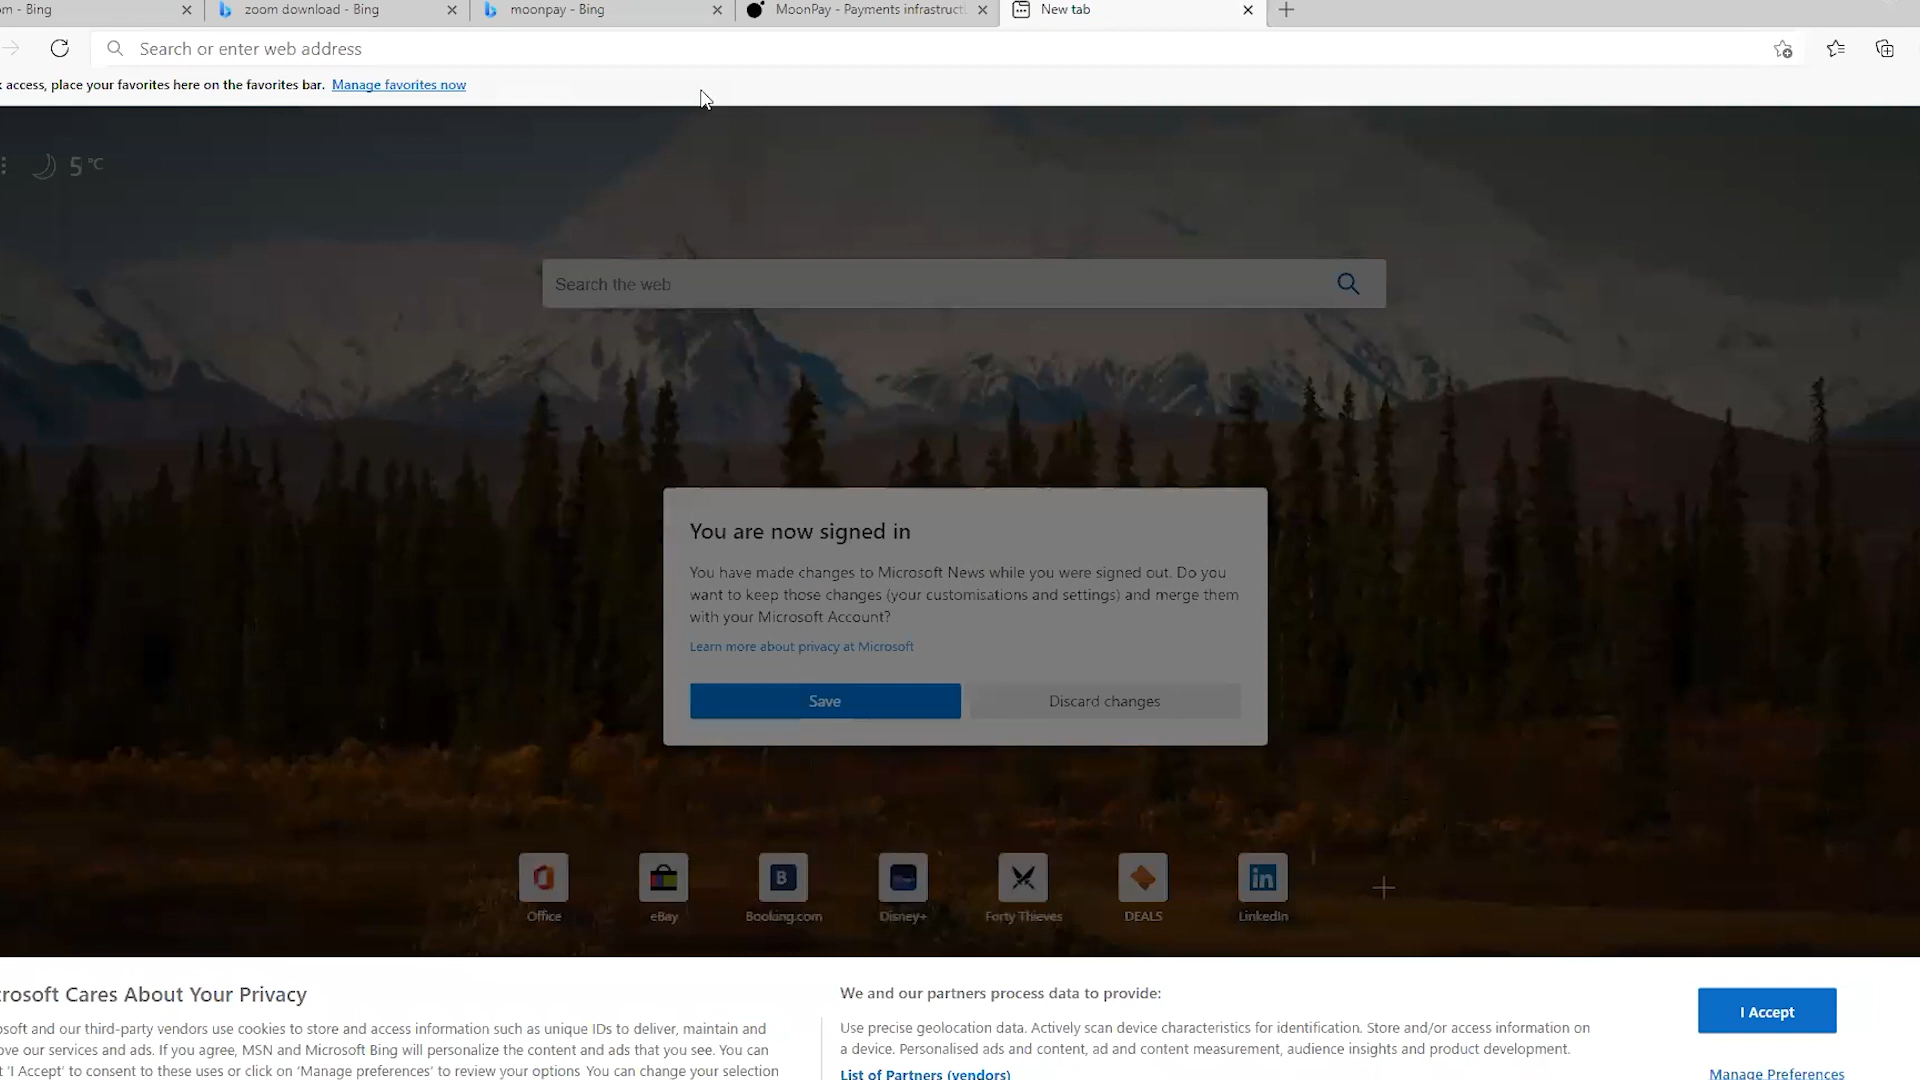 om - Bing
zoom download - Bing
moonpay - Bing
MoonPay - Payments infrastruct
New tab
Search or enter web address
access, place your favorites here on the favorites bar. Manage favorites now
5 °C
Search the web
You are now signed in
You have made changes to Microsoft News while you were signed out. Do you
want to keep those changes (your customisations and settings) and merge them
with your Microsoft Account?
Learn more about privacy at Microsoft
Save
Discard changes
Office
eBay
B
Booking.com
Disney+
Forty Thieves
DEALS
in
LinkedIn
rosoft Cares About Your Privacy
osoft and our third-party vendors use cookies to store and access information such as unique IDs to deliver, maintain and
ove our services and ads. If you agree, MSN and Microsoft Bing will personalize the content and ads that you see. You can
t 'I Accept' to consent to these uses or click on 'Manage preferences' to review your options You can change your selection
We and our partners process data to provide:
Use precise geolocation data. Actively scan device characteristics for identification. Store and/or access information on
a device. Personalised ads and content, ad and content measurement, audience insights and product development.
List of Partners (vendors)
I Accept
Manage Preferences